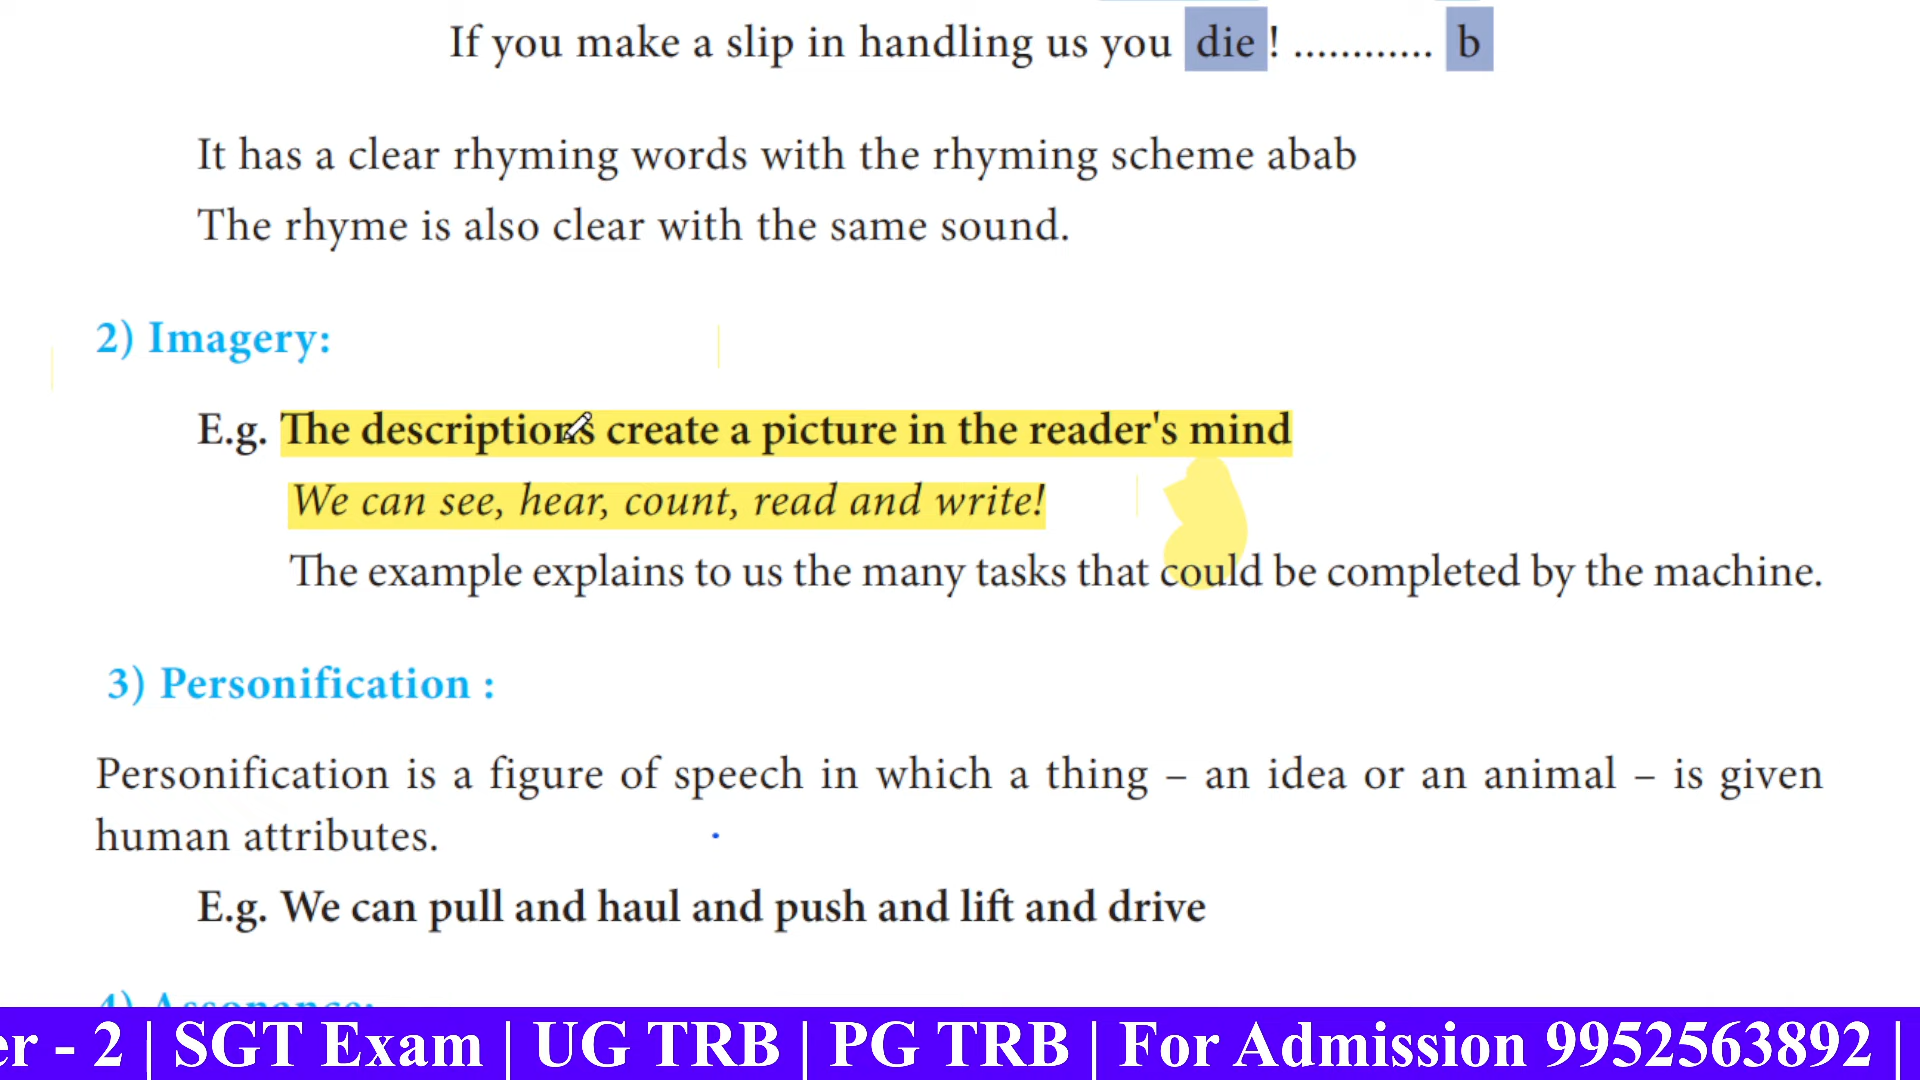 If you make a slip in handling us you die ! ............ b
It has a clear rhyming words with the rhyming scheme abab
The rhyme is also clear with the same sound.
2) Imagery:
E.g. The descriptions create a picture in the reader's mind
We can see, hear, count, read and write!
The example explains to us the many tasks that could be completed by the machine.
3) Personification :
Personification is a figure of speech in which a thing – an idea or an animal – is given
human attributes.
E.g. We can pull and haul and push and lift and drive
4) Assonance:
er - 2 | SGT Exam | UG TRB | PG TRB | For Admission 9952563892 |